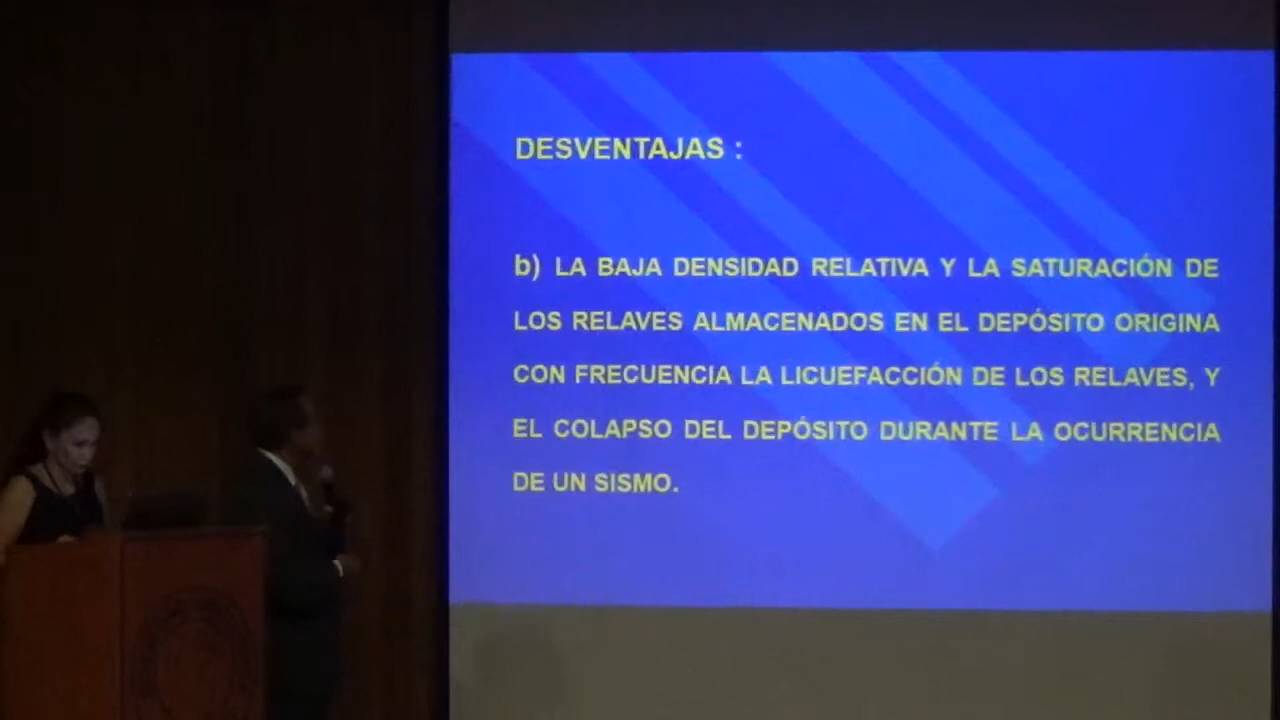 DESVENTAJAS :
b) LA BAJA DENSIDAD RELATIVA Y LA SATURACIÓN DE
LOS RELAVES ALMACENADOS EN EL DEPÓSITO ORIGINA
CON FRECUENCIA LA LICUEFACCIÓN DE LOS RELAVES, Y
EL COLAPSO DEL DEPÓSITO DURANTE LA OCURRENCIA
DE UN SISMO.